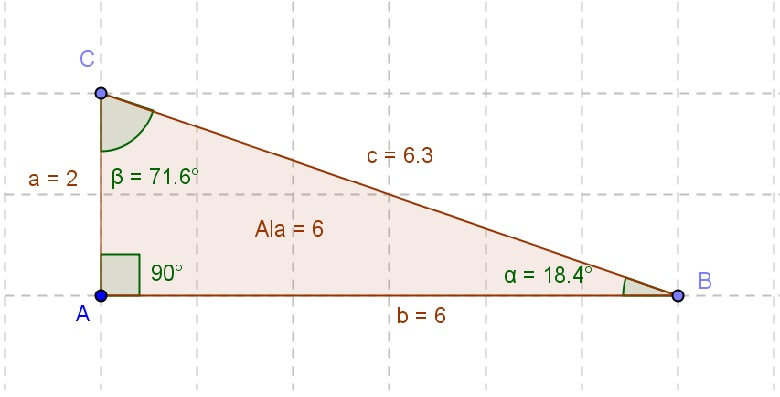 C
c = 6.3
a = 2
β = 71.6°
Ala = 6
90°
α = 18.4°
B
A
b = 6